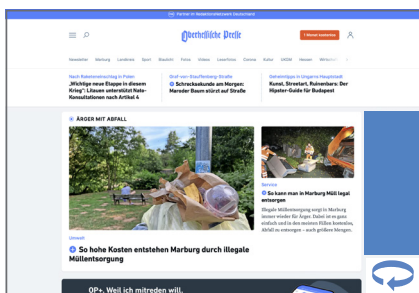 Partner im RedaktionsNetzwerk Deutschland
Oberhessische Presse
1 Monat kostenlos
Newsletter Marburg Landkreis Sport Blaulicht Fotos Videos Leserfotos Corona Kultur UKGM Hessen Wirtschaft
Nach Raketeneinschlag in Polen
„Wichtige neue Etappe in diesem
Krieg“: Litauen unterstützt Nato-
Konsultationen nach Artikel 4
Graf-von-Stauffenberg-Straße
Schrecksekunde am Morgen:
Maroder Baum stürzt auf Straße
Geheimtipps in Ungarns Hauptstadt
Kunst, Streetart, Ruinenbars: Der
Hipster-Guide für Budapest
ÄRGER MIT ABFALL
Umwelt
So hohe Kosten entstehen Marburg durch illegale
Müllentsorgung
Service
So kann man in Marburg Müll legal
entsorgen
Illegale Müllentsorgung sorgt in Marburg
immer wieder für Ärger. Dabei ist es ganz
einfach und in den meisten Fällen kostenlos,
Abfall zu entsorgen – auch größere Mengen.
OP+. Weil ich mitreden will.